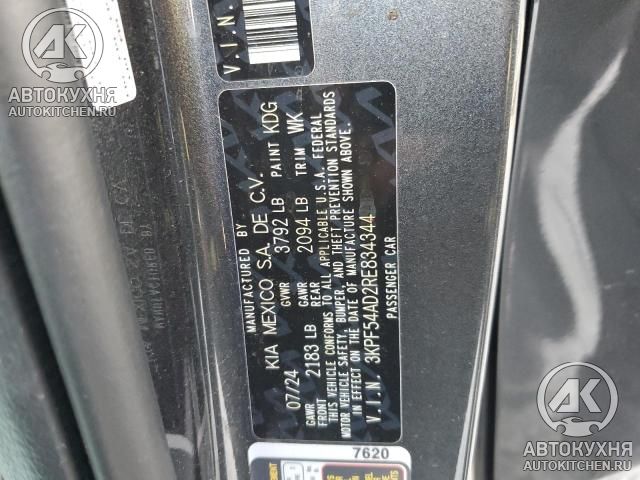 АВТОКУХНЯ
AUTOKITCHEN.RU
V.I.N.
MANUFACTURED BY
KIA MEXICO S.A. DE C.V.
07/24 GVWR 3792 LB PAINT KDG
GAWR FRONT 2183 LB GAWR REAR 2094 LB TRIM WK
THIS VEHICLE CONFORMS TO ALL APPLICABLE U.S.A. FEDERAL
MOTOR VEHICLE SAFETY, BUMPER, AND THEFT PREVENTION STANDARDS
IN EFFECT ON THE DATE OF MANUFACTURE SHOWN ABOVE.
V.I.N. 3KPF54AD2RE834344
PASSENGER CAR
7620
АВТОКУХНЯ
AUTOKITCHEN.RU